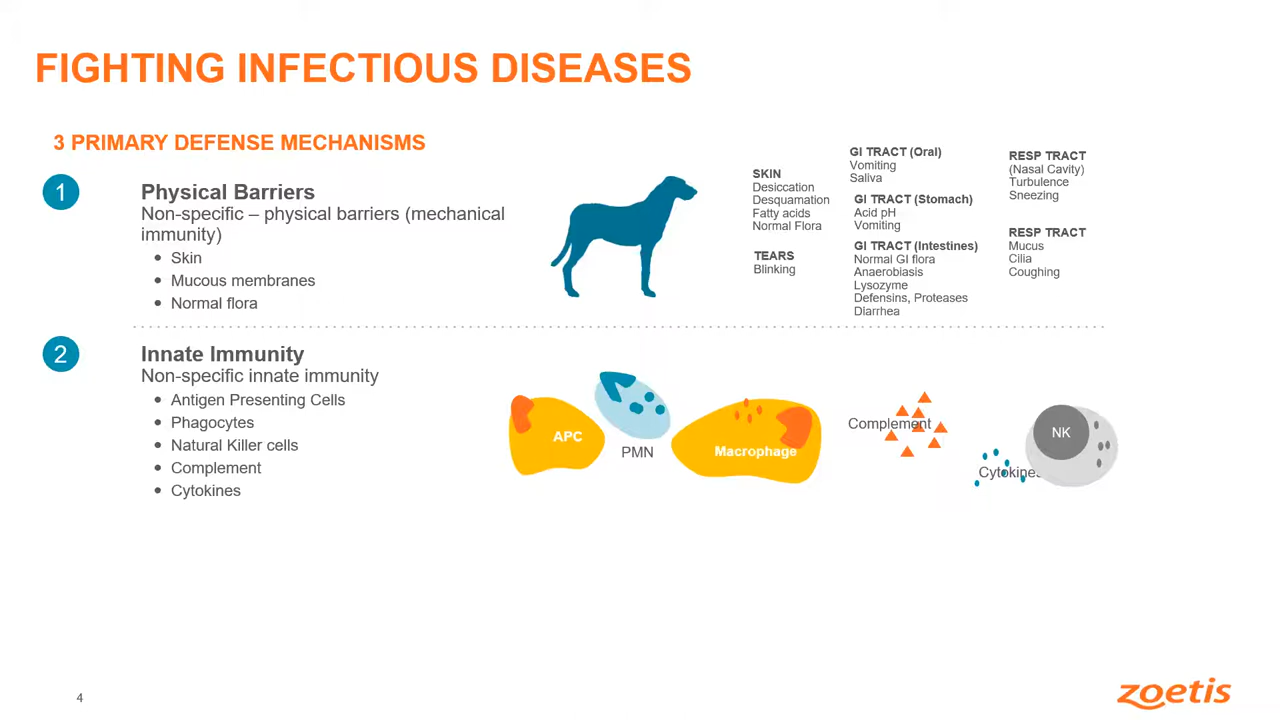 FIGHTING INFECTIOUS DISEASES
3 PRIMARY DEFENSE MECHANISMS
1
Physical Barriers
Non-specific – physical barriers (mechanical
immunity)
• Skin
• Mucous membranes
• Normal flora
SKIN
Desiccation
Desquamation
Fatty acids
Normal Flora
TEARS
Blinking
GI TRACT (Oral)
Vomiting
Saliva
GI TRACT (Stomach)
Acid pH
Vomiting
GI TRACT (Intestines)
Normal GI flora
Anaerobiasis
Lysozyme
Defensins, Proteases
Diarrhea
RESP TRACT
(Nasal Cavity)
Turbulence
Sneezing
RESP TRACT
Mucus
Cilia
Coughing
2
Innate Immunity
Non-specific innate immunity
• Antigen Presenting Cells
• Phagocytes
• Natural Killer cells
• Complement
• Cytokines
APC
PMN
Macrophage
Complement
Cytokines
NK
4
zoetis